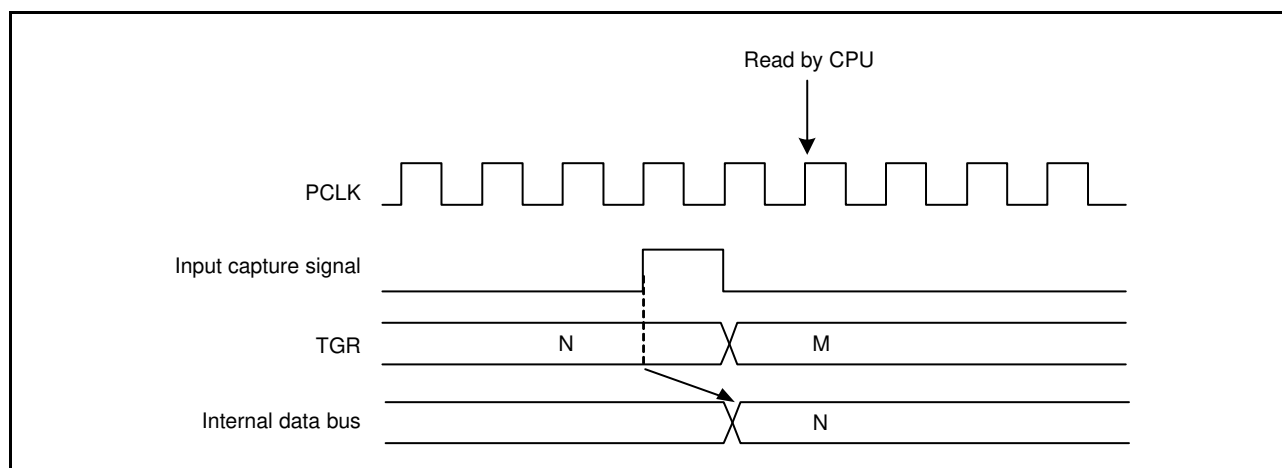 Read by CPU
PCLK
Input capture signal
TGR
N
M
Internal data bus
N